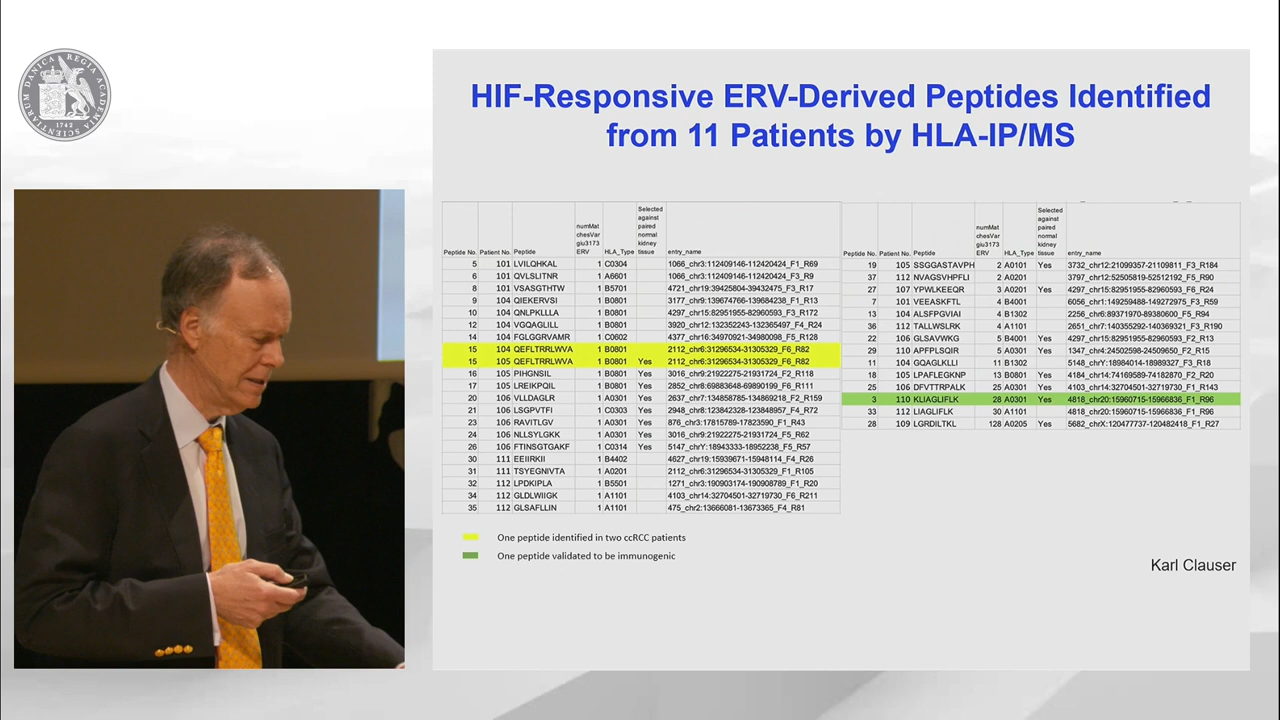 REGIA ACADEMIA SCIENTIARUM DANICA
1742
HIF-Responsive ERV-Derived Peptides Identified
from 11 Patients by HLA-IP/MS
Peptide No. Patient No. Peptide numMatchesVargiu3173ERV HLA_Type Selected against paired normal kidney tissue entry_name
5 101 LVILQHKAL 1 C0304 1066_chr3:112409146-112420424_F1_R69
6 101 QVLSLITNR 1 A6601 1066_chr3:112409146-112420424_F3_R9
8 101 VSASGTHTW 1 B5701 4721_chr19:39425804-39432475_F3_R17
9 104 QIEKERVSI 1 B0801 3177_chr9:139674766-139684238_F1_R13
10 104 QNLPKLLLA 1 B0801 4297_chr15:82951955-82960593_F3_R172
12 104 VGQAGLILL 1 B0801 3920_chr12:132352243-132365497_F4_R24
14 104 FGLGGRVAMR 1 C0602 4377_chr16:34970921-34980098_F5_R128
15 104 QEFLTRRLWVA 1 B0801 2112_chr6:31296534-31305329_F6_R82
15 105 QEFLTRRLWVA 1 B0801 Yes 2112_chr6:31296534-31305329_F6_R82
16 105 PIHGNSIL 1 B0801 Yes 3016_chr9:21922275-21931724_F2_R118
17 105 LREIKPQIL 1 B0801 Yes 2852_chr8:69883648-69890199_F6_R111
20 106 VLLDAGLR 1 A0301 Yes 2637_chr7:134858785-134869218_F2_R159
21 106 LSGPVTFI 1 C0303 Yes 2948_chr8:123842328-123848957_F4_R72
23 106 RAVITLGV 1 A0301 Yes 876_chr3:17815789-17823590_F1_R43
24 106 NLLSYLGKK 1 A0301 Yes 3016_chr9:21922275-21931724_F5_R62
26 106 FTINSGTGAKF 1 C0314 Yes 5147_chrY:18943333-18952238_F5_R57
30 111 EEIIRKII 1 B4402 4627_chr19:15939671-15948114_F4_R26
31 111 TSYEGNIVTA 1 A0201 2112_chr6:31296534-31305329_F1_R105
32 112 LPDKIPLA 1 B5501 1271_chr3:190903174-190908789_F1_R20
34 112 GLDLWIIGK 1 A1101 4103_chr14:32704501-32719730_F6_R211
35 112 GLSAFLLIN 1 A1101 475_chr2:13666081-13673365_F4_R81
Peptide No. Patient No. Peptide numMatchesVargiu3173ERV HLA_Type Selected against paired normal kidney tissue entry_name
19 105 SSGGASTAVPH 2 A0101 Yes 3732_chr12:21099357-21109911_F3_R184
37 112 NVAGSVHPFLI 2 A0201 3797_chr12:52505819-52512192_F5_R90
27 107 YPWLKEEQR 3 A0201 Yes 4297_chr15:82951955-82960593_F6_R24
7 101 VEEASKFTL 4 B4001 6056_chr1:149259488-149272975_F3_R59
13 104 ALSFPGVIAI 4 B1302 2256_chr6:89371970-89380600_F5_R94
36 112 TALLWSLRK 4 A1101 2651_chr7:140355292-140369321_F3_R190
22 106 GLSAVWKG 5 B4001 Yes 4297_chr15:82951955-82960593_F2_R13
29 110 APFPLSQIR 5 A0301 Yes 1347_chr4:24502598-24509650_F2_R15
11 104 GQAGLKLLI 11 B1302 5148_chrY:18984014-18989327_F3_R18
18 105 LPAFLEGKNP 13 B0801 Yes 4184_chr14:74169589-74182870_F2_R20
25 106 DFVTTRPALK 25 A0301 Yes 4103_chr14:32704501-32719730_F1_R143
3 110 KLIAGLIFLK 28 A0301 Yes 4818_chr20:15960715-15966836_F1_R96
33 112 LIAGLIFLK 30 A1101 4818_chr20:15960715-15966836_F1_R96
28 109 LGRDILTKL 128 A0205 Yes 5682_chrX:120477737-120482418_F1_R27
One peptide identified in two ccRCC patients
One peptide validated to be immunogenic
Karl Clauser